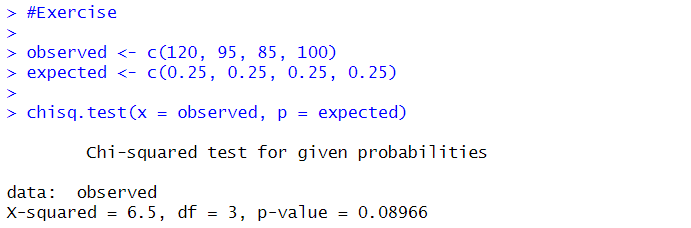 > #Exercise
>
> observed <- c(120, 95, 85, 100)
> expected <- c(0.25, 0.25, 0.25, 0.25)
>
> chisq.test(x = observed, p = expected)
Chi-squared test for given probabilities
data:  observed
X-squared = 6.5, df = 3, p-value = 0.08966